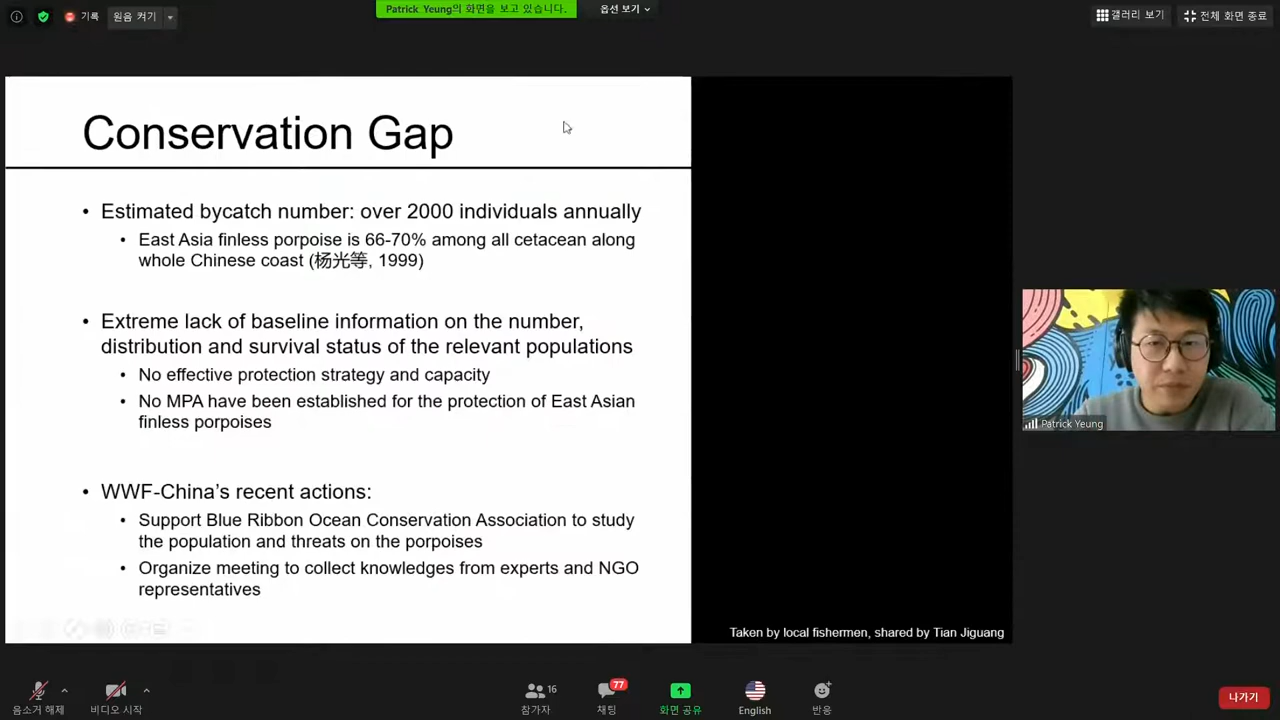 기록
원음 켜기
Patrick Yeung의 화면을 보고 있습니다.
옵션 보기
갤러리 보기
전체 화면 종료
Conservation Gap
• Estimated bycatch number: over 2000 individuals annually
• East Asia finless porpoise is 66-70% among all cetacean along
whole Chinese coast (杨光等, 1999)
• Extreme lack of baseline information on the number,
distribution and survival status of the relevant populations
• No effective protection strategy and capacity
• No MPA have been established for the protection of East Asian
finless porpoises
• WWF-China's recent actions:
• Support Blue Ribbon Ocean Conservation Association to study
the population and threats on the porpoises
• Organize meeting to collect knowledges from experts and NGO
representatives
Taken by local fishermen, shared by Tian Jiguang
Patrick Yeung
음소거 해제
비디오 시작
16
참가자
77
채팅
화면 공유
English
반응
나가기